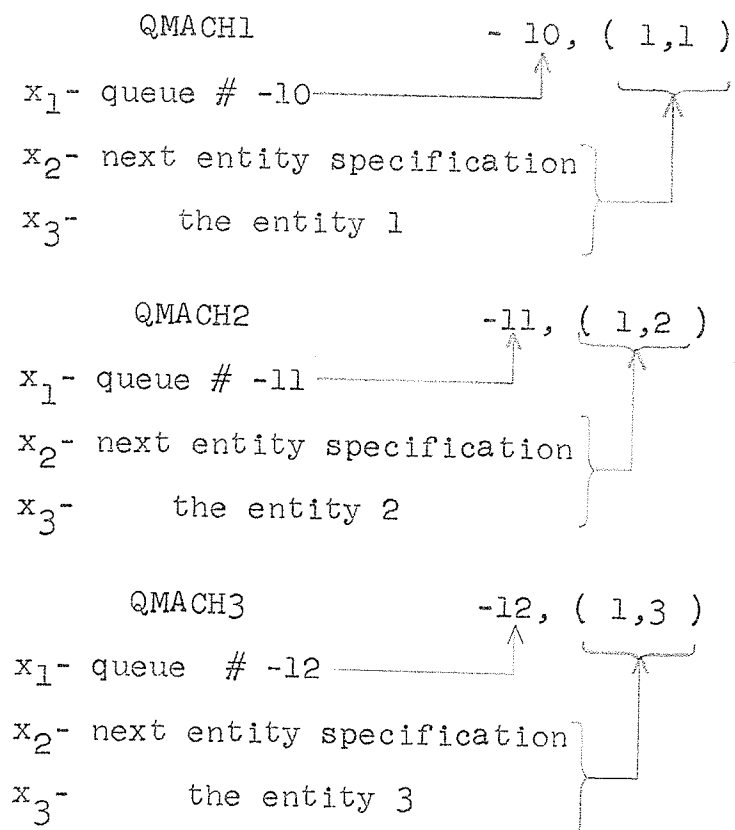 QMACH1 - 10, ( 1,1 )
x1- queue # -10
x2- next entity specification
x3- the entity 1
QMACH2 -11, ( 1,2 )
x1- queue # -11
x2- next entity specification
x3- the entity 2
QMACH3 -12, ( 1,3 )
x1- queue # -12
x2- next entity specification
x3- the entity 3